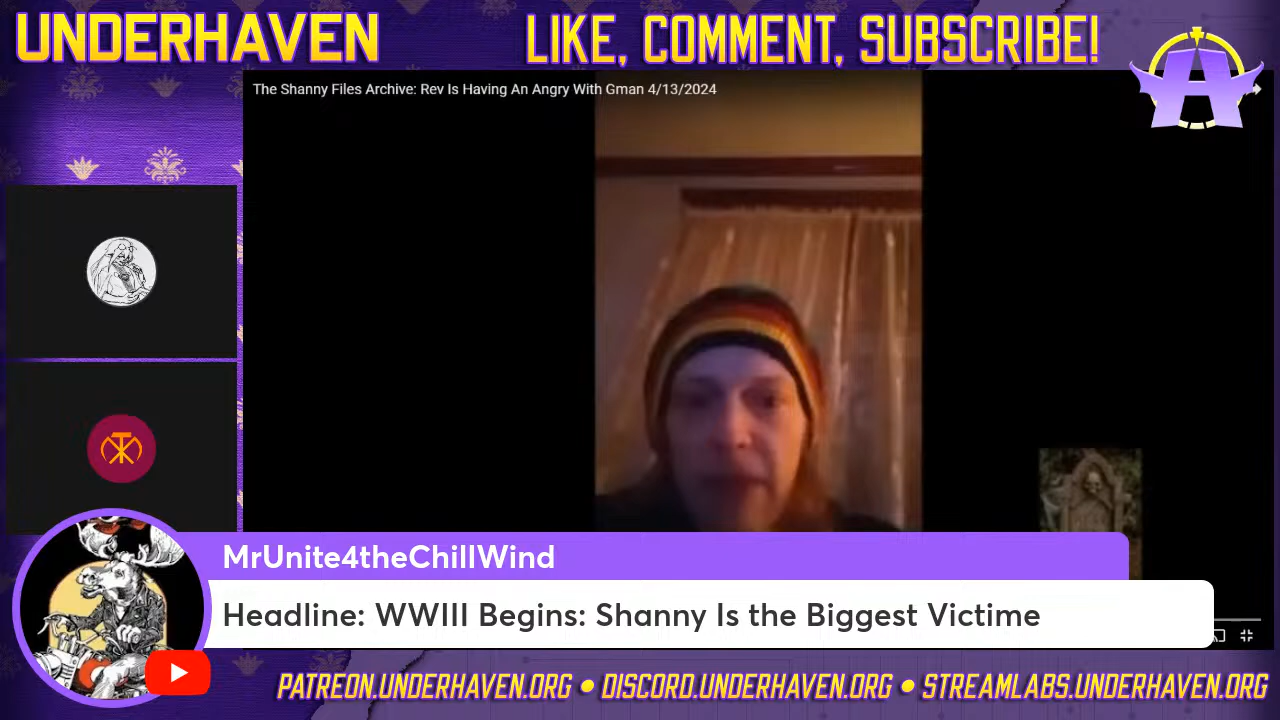 UNDERHAVEN
LIKE, COMMENT, SUBSCRIBE!
The Shanny Files Archive: Rev Is Having An Angry With Gman 4/13/2024
MrUnite4theChillWind
Headline: WWIII Begins: Shanny Is the Biggest Victime
PATREON.UNDERHAVEN.ORG • DISCORD.UNDERHAVEN.ORG • STREAMLABS.UNDERHAVEN.ORG